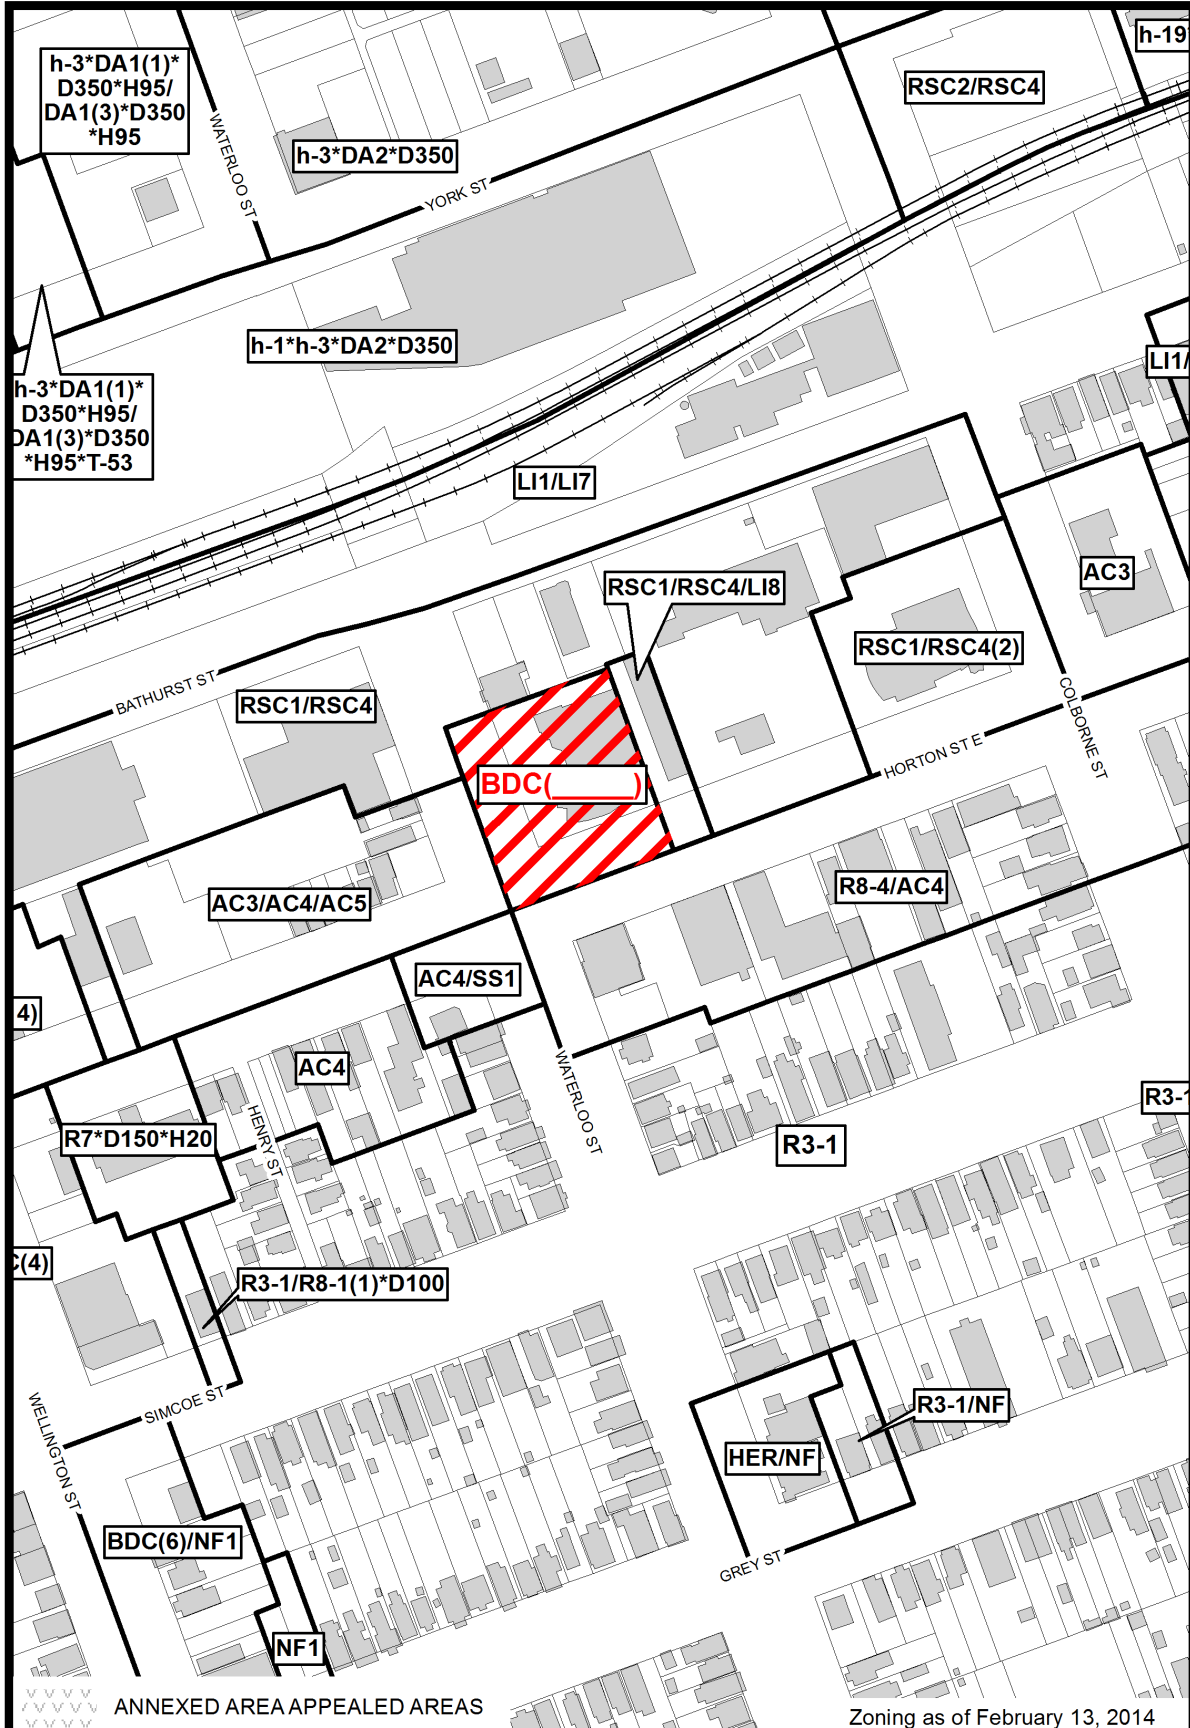 h-19
h-3*DA1(1)*
D350*H95/
DA1(3)*D350
*H95
RSC2/RSC4
WATERLOO ST
h-3*DA2*D350
YORK ST
h-1*h-3*DA2*D350
LI1/
h-3*DA1(1)*
D350*H95/
DA1(3)*D350
*H95*T-53
LI1/LI7
AC3
RSC1/RSC4/LI8
RSC1/RSC4(2)
BATHURST ST
RSC1/RSC4
COLBORNE ST
HORTON ST E
BDC(______)
R8-4/AC4
AC3/AC4/AC5
AC4/SS1
4)
AC4
WATERLOO ST
R3-1
R7*D150*H20
HENRY ST
R3-1
C(4)
R3-1/R8-1(1)*D100
SIMCOE ST
WELLINGTON ST
R3-1/NF
HER/NF
BDC(6)/NF1
GREY ST
NF1
ANNEXED AREA APPEALED AREAS
Zoning as of February 13, 2014